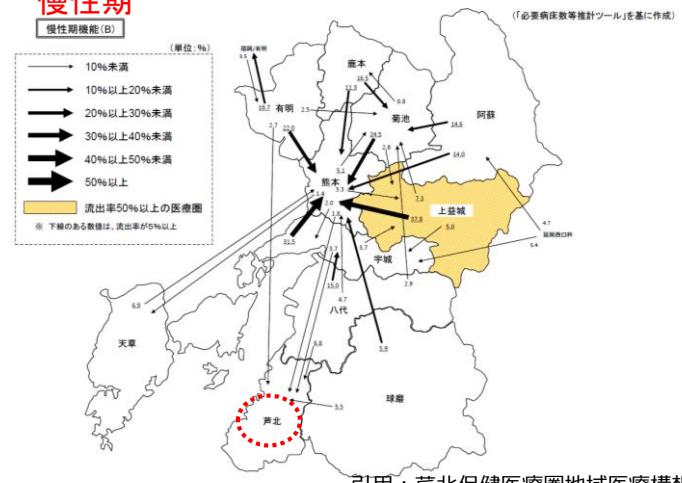 慢性期
慢性期機能(B)
(「必要病床数等推計ツール」を基に作成)
(単位：%)
10%未満
10%以上20%未満
20%以上30%未満
30%以上40%未満
40%以上50%未満
50%以上
流出率50%以上の医療圏
※ 下線のある数値は、流出率が5%以上
福岡/有明
3.5
16.7
有明
2.7
22.0
2.5
鹿本
16.5
11.3
0.8
菊池
24.5
2.8
14.6
阿蘇
14.0
熊本
5.1
3.3
1.4
2.0
1.8
7.3
上益城
37.8
5.0
3.7
宇城
31.5
2.9
4.7
延岡西臼杵
5.4
3.7
15.0
4.7
八代
6.9
天草
6.8
5.9
5.5
球磨
芦北
引用：芦北保健医療圏地域医療構想